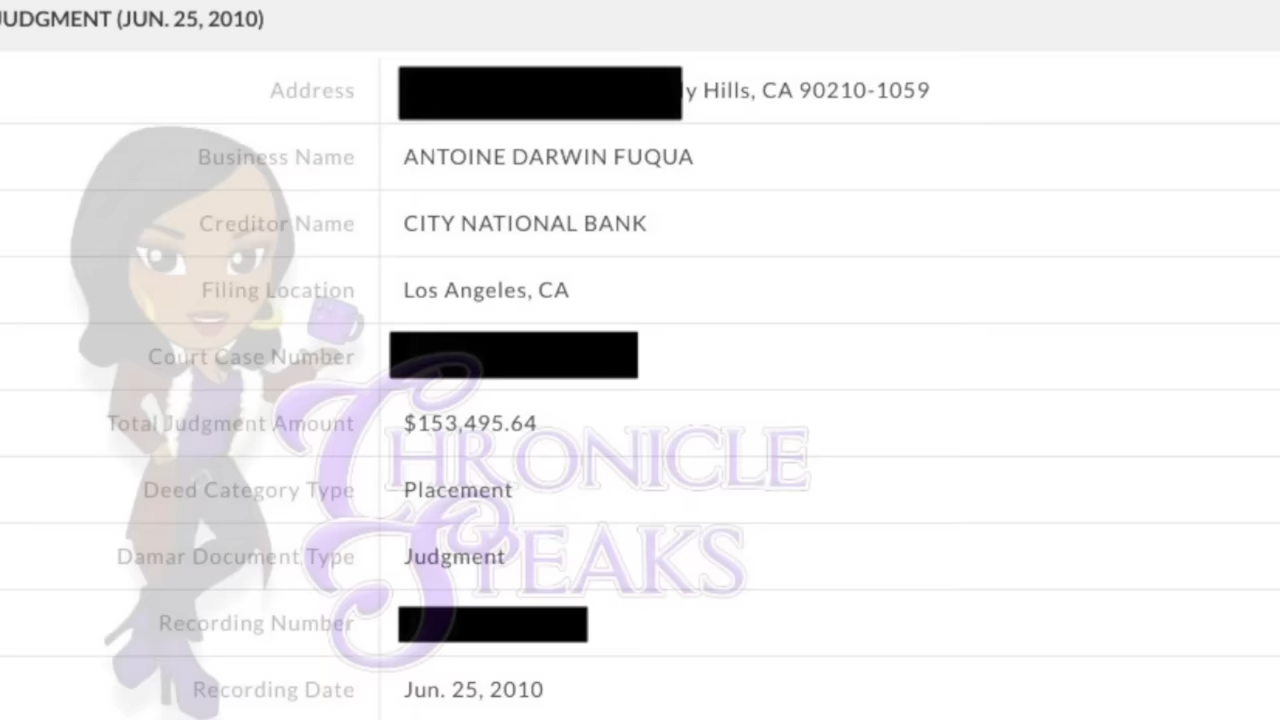 JUDGMENT (JUN. 25, 2010)
Address y Hills, CA 90210-1059
Business Name ANTOINE DARWIN FUQUA
Creditor Name CITY NATIONAL BANK
Filing Location Los Angeles, CA
Court Case Number
Total Judgment Amount $153,495.64
Deed Category Type Placement
Damar Document Type Judgment
Recording Number
Recording Date Jun. 25, 2010
CHRONICLE
SPEAKS